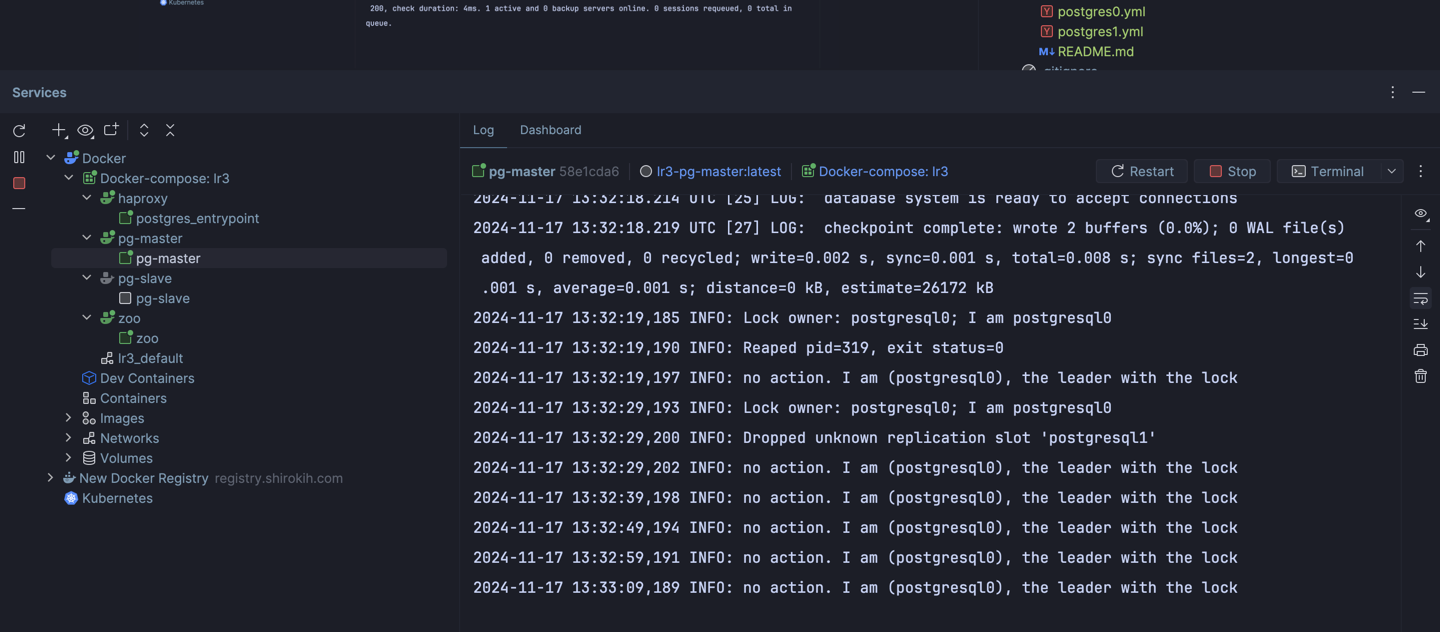 Kubernetes
200, check duration: 4ms. 1 active and 0 backup servers online. 0 sessions requeued, 0 total in
queue.
postgres0.yml
postgres1.yml
M↓ README.md
.gitignore
Services
Docker
Docker-compose: lr3
haproxy
postgres_entrypoint
pg-master
pg-master
pg-slave
pg-slave
zoo
zoo
lr3_default
Dev Containers
Containers
Images
Networks
Volumes
New Docker Registry registry.shirokih.com
Kubernetes
Log Dashboard
pg-master 58e1cda6 lr3-pg-master:latest Docker-compose: lr3 Restart Stop Terminal
2024-11-17 13:32:18.214 UTC [25] LOG:  database system is ready to accept connections
2024-11-17 13:32:18.219 UTC [27] LOG:  checkpoint complete: wrote 2 buffers (0.0%); 0 WAL file(s)
added, 0 removed, 0 recycled; write=0.002 s, sync=0.001 s, total=0.008 s; sync files=2, longest=0
.001 s, average=0.001 s; distance=0 kB, estimate=26172 kB
2024-11-17 13:32:19,185 INFO: Lock owner: postgresql0; I am postgresql0
2024-11-17 13:32:19,190 INFO: Reaped pid=319, exit status=0
2024-11-17 13:32:19,197 INFO: no action. I am (postgresql0), the leader with the lock
2024-11-17 13:32:29,193 INFO: Lock owner: postgresql0; I am postgresql0
2024-11-17 13:32:29,200 INFO: Dropped unknown replication slot 'postgresql1'
2024-11-17 13:32:29,202 INFO: no action. I am (postgresql0), the leader with the lock
2024-11-17 13:32:39,198 INFO: no action. I am (postgresql0), the leader with the lock
2024-11-17 13:32:49,194 INFO: no action. I am (postgresql0), the leader with the lock
2024-11-17 13:32:59,191 INFO: no action. I am (postgresql0), the leader with the lock
2024-11-17 13:33:09,189 INFO: no action. I am (postgresql0), the leader with the lock